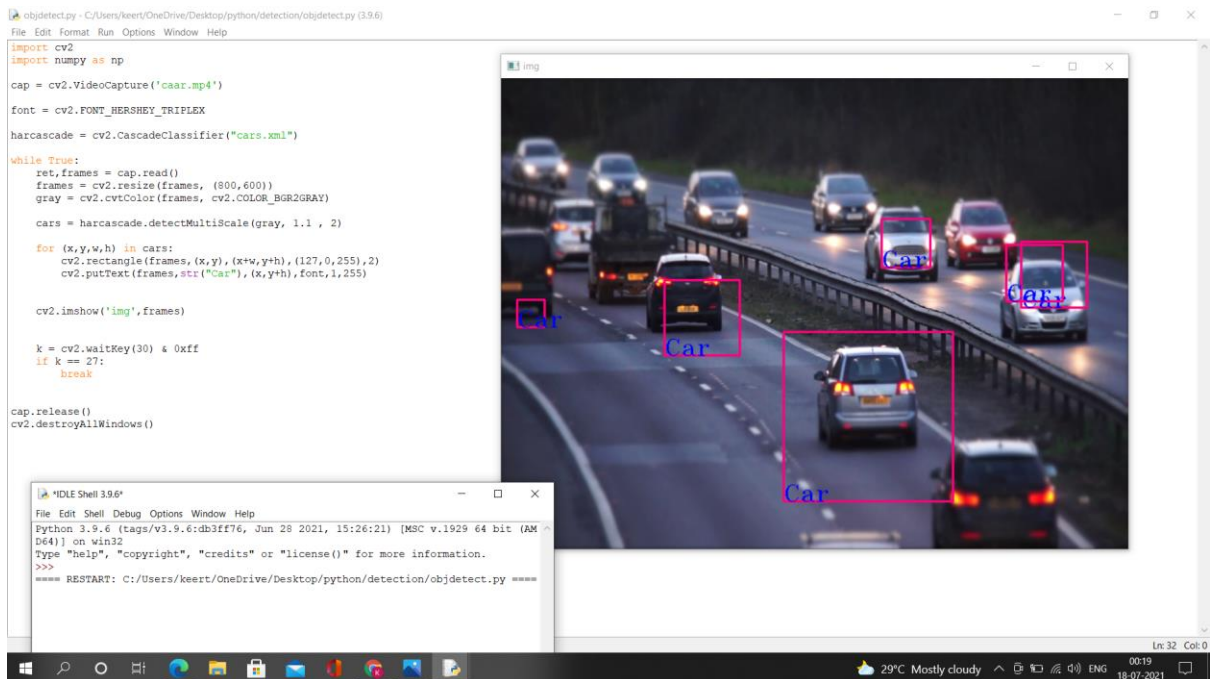 objdetect.py - C:/Users/keert/OneDrive/Desktop/python/detection/objdetect.py (3.9.6)
File Edit Format Run Options Window Help
import cv2
import numpy as np
cap = cv2.VideoCapture('caar.mp4')
font = cv2.FONT_HERSHEY_TRIPLEX
harcascade = cv2.CascadeClassifier("cars.xml")
while True:
    ret,frames = cap.read()
    frames = cv2.resize(frames, (800,600))
    gray = cv2.cvtColor(frames, cv2.COLOR_BGR2GRAY)
    cars = harcascade.detectMultiScale(gray, 1.1 , 2)
    for (x,y,w,h) in cars:
        cv2.rectangle(frames,(x,y),(x+w,y+h),(127,0,255),2)
        cv2.putText(frames,str("Car"),(x,y+h),font,1,255)
    cv2.imshow('img',frames)
    k = cv2.waitKey(30) & 0xff
    if k == 27:
        break
cap.release()
cv2.destroyAllWindows()
img
Car
Car
Car
Car
Car
Car
*IDLE Shell 3.9.6*
File Edit Shell Debug Options Window Help
Python 3.9.6 (tags/v3.9.6:db3ff76, Jun 28 2021, 15:26:21) [MSC v.1929 64 bit (AM
D64)] on win32
Type "help", "copyright", "credits" or "license()" for more information.
>>>
==== RESTART: C:/Users/keert/OneDrive/Desktop/python/detection/objdetect.py ====
Ln: 32 Col: 0
29°C Mostly cloudy ENG 00:19
18-07-2021